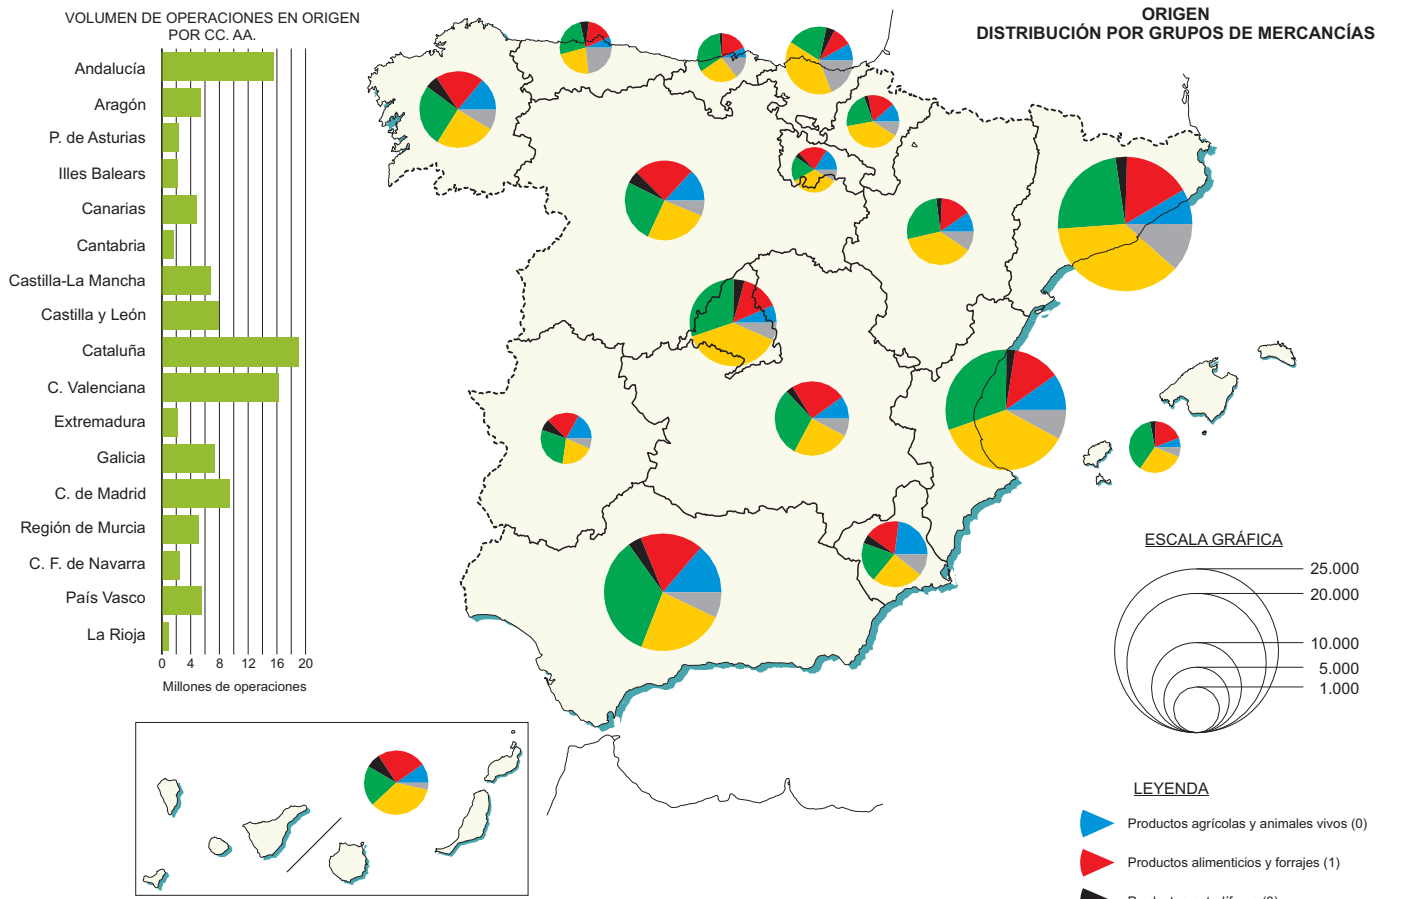 VOLUMEN DE OPERACIONES EN ORIGEN
POR CC. AA.
Andalucía
Aragón
P. de Asturias
Illes Balears
Canarias
Cantabria
Castilla-La Mancha
Castilla y León
Cataluña
C. Valenciana
Extremadura
Galicia
C. de Madrid
Región de Murcia
C. F. de Navarra
País Vasco
La Rioja
0 4 8 12 16 20
Millones de operaciones
ORIGEN
DISTRIBUCIÓN POR GRUPOS DE MERCANCÍAS
ESCALA GRÁFICA
25.000
20.000
10.000
5.000
1.000
LEYENDA
Productos agrícolas y animales vivos (0)
Productos alimenticios y forrajes (1)